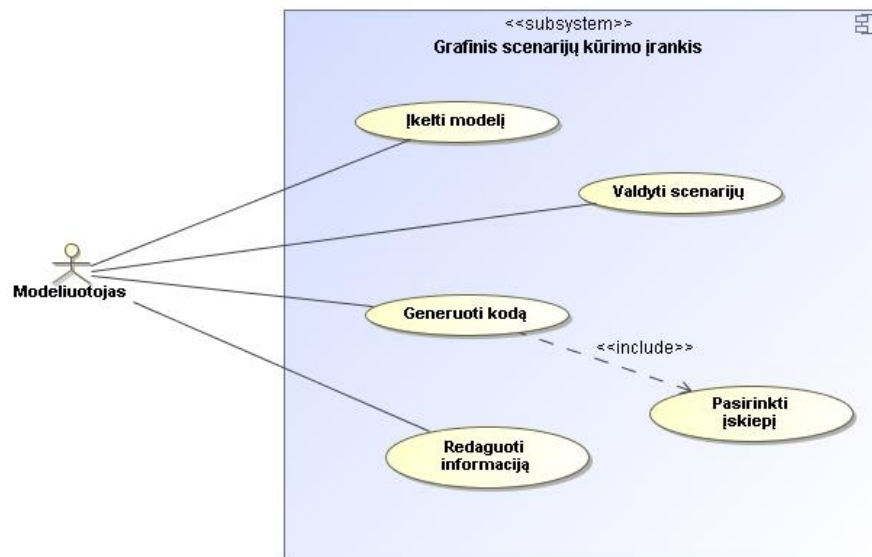 <<subsystem>>
Grafinis scenarijų kūrimo įrankis
Įkelti modelį
Valdyti scenarijų
Modeliuotojas
Generuoti kodą
<<include>>
Pasirinkti
įskiepį
Redaguoti
informaciją